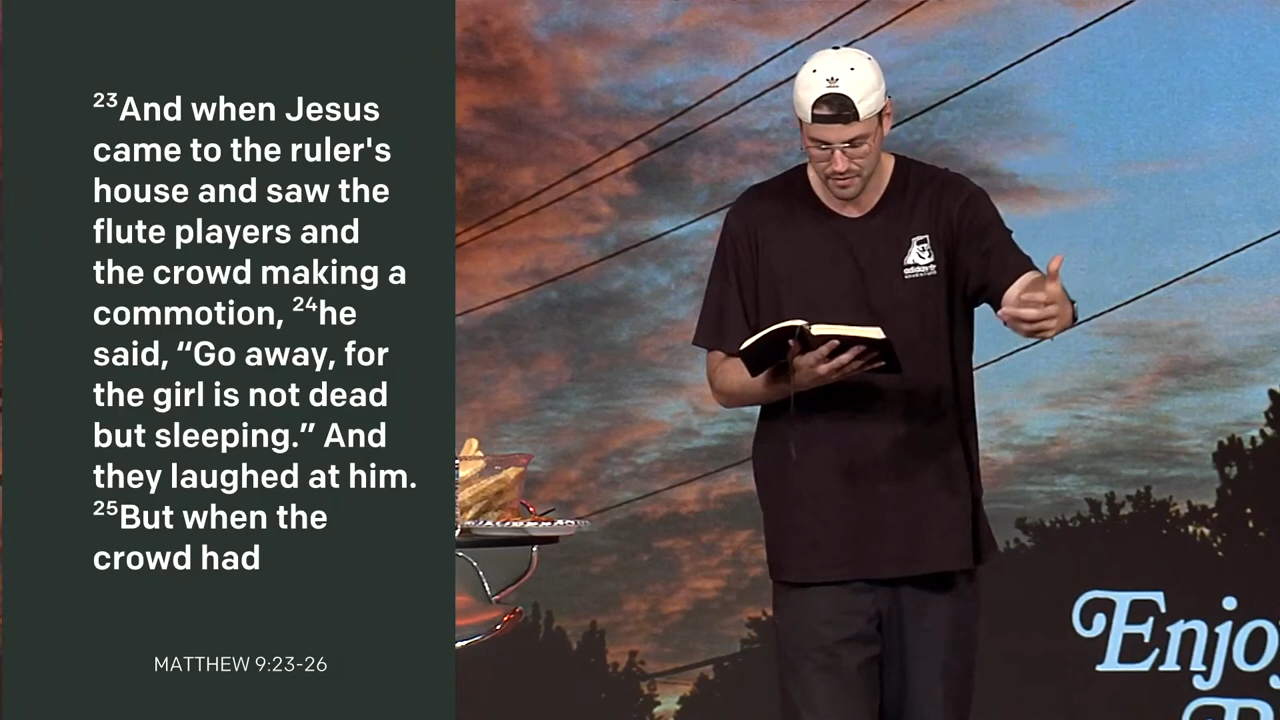 ²³And when Jesus
came to the ruler's
house and saw the
flute players and
the crowd making a
commotion, ²⁴he
said, “Go away, for
the girl is not dead
but sleeping.” And
they laughed at him.
²⁵But when the
crowd had
MATTHEW 9:23-26
adidas
Enjo